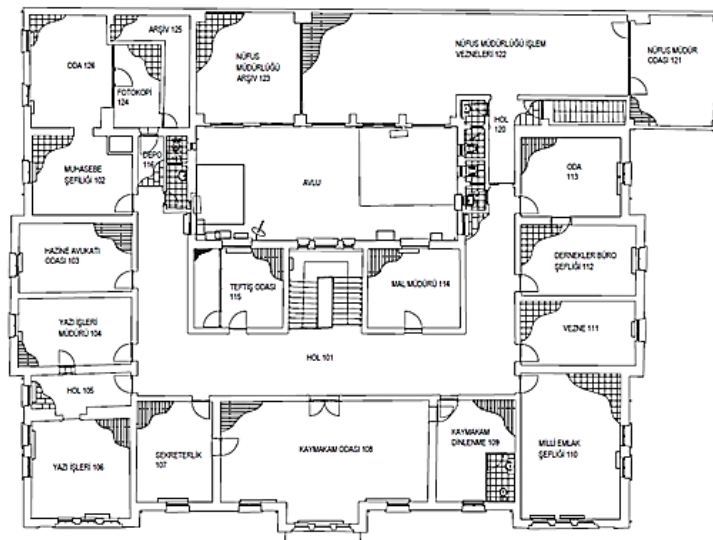 ARŞİV 125
ODA 126
FOTOKOPİ
124
NÜFUS
MÜDÜRLÜĞÜ
ARŞİV 123
NÜFUS MÜDÜRLÜĞÜ İŞLEM
VEZNELERİ 122
NÜFUS MÜDÜR
ODASI 121
HOL
120
DEPO
116
MUHASEBE
ŞEFLİĞİ 102
AVLU
ODA
113
HAZİNE AVUKATI
ODASI 103
DERNEKLER BÜRO
ŞEFLİĞİ 112
TEFTİŞ ODASI
115
MAL MÜDÜRÜ 114
YAZI İŞLERİ
MÜDÜRÜ 104
VEZNE 111
HOL 101
HOL 105
YAZI İŞLERİ 106
SEKRETERLİK
107
KAYMAKAM ODASI 108
KAYMAKAM
DİNLENME 109
MİLLİ EMLAK
ŞEFLİĞİ 110